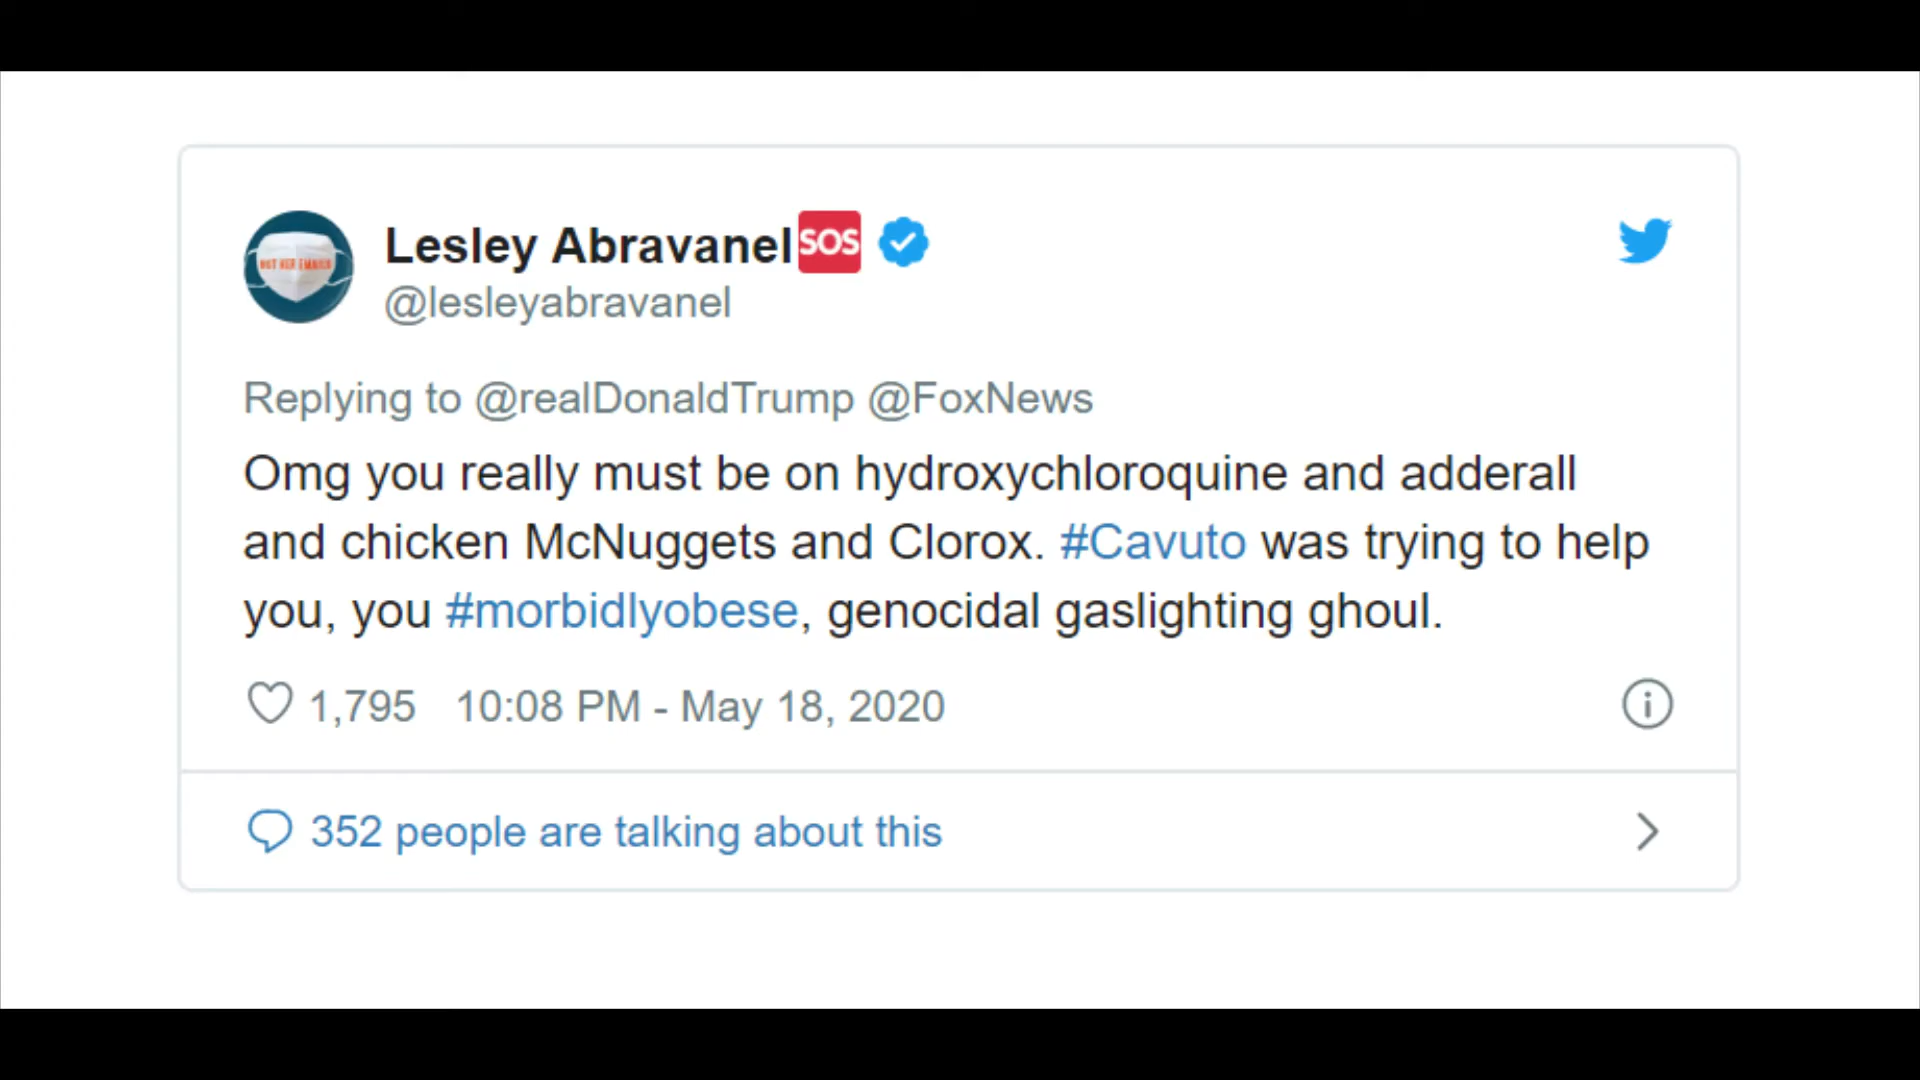 Lesley Abravanel🆘
@lesleyabravanel
Replying to @realDonaldTrump @FoxNews
Omg you really must be on hydroxychloroquine and adderall
and chicken McNuggets and Clorox. #Cavuto was trying to help
you, you #morbidlyobese, genocidal gaslighting ghoul.
1,795 10:08 PM - May 18, 2020
352 people are talking about this